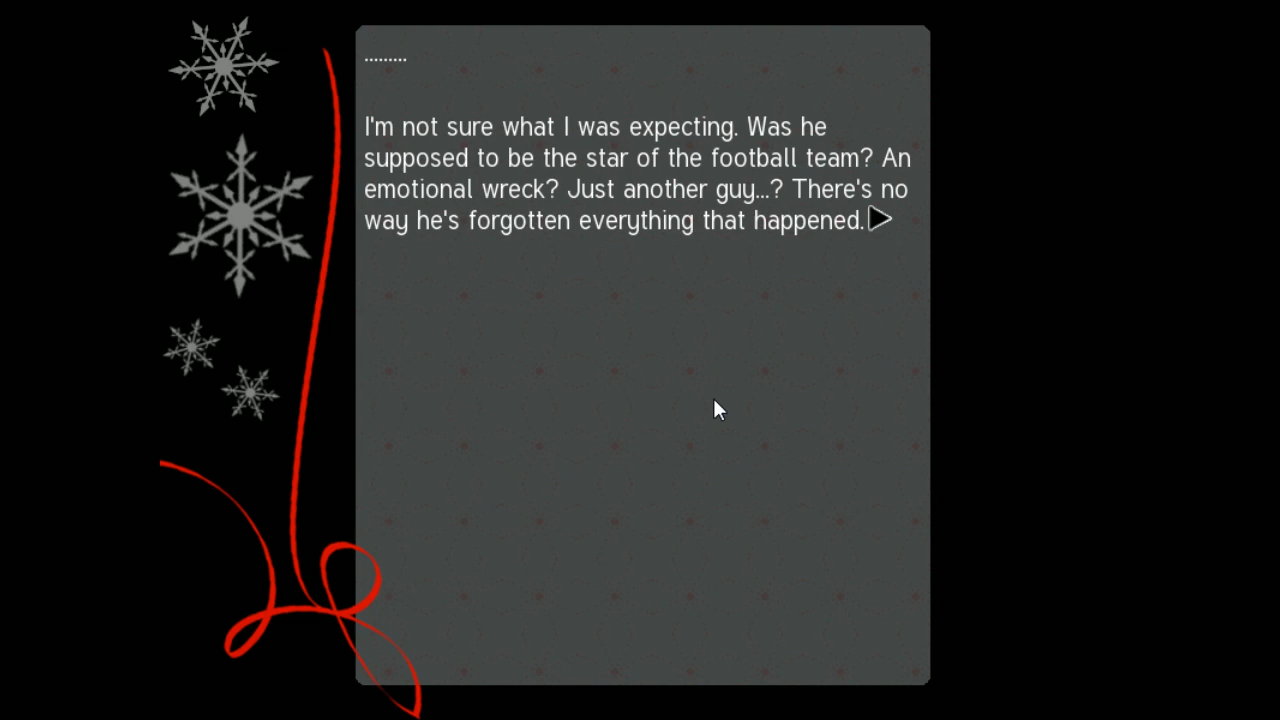 .........
I'm not sure what I was expecting. Was he
supposed to be the star of the football team? An
emotional wreck? Just another guy...? There's no
way he's forgotten everything that happened.